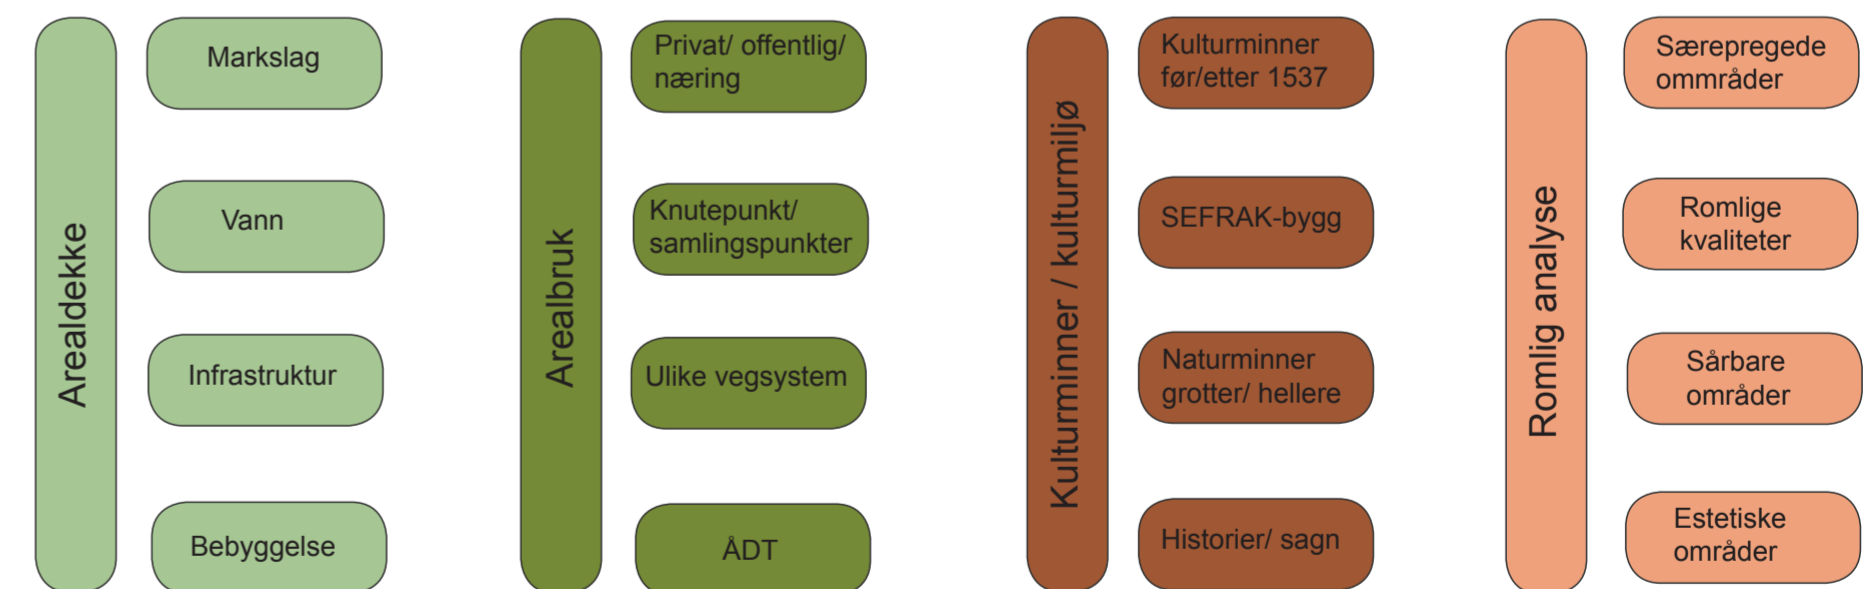 Arealdekke
Markslag
Vann
Infrastruktur
Bebyggelse
Arealbruk
Privat/ offentlig/
næring
Knutepunkt/
samlingspunkter
Ulike vegsystem
ÅDT
Kulturminner / kulturmiljø
Kulturminner
før/etter 1537
SEFRAK-bygg
Naturminner
grotter/ hellere
Historier/ sagn
Romlig analyse
Særepregede
ommråder
Romlige
kvaliteter
Sårbare
områder
Estetiske
områder